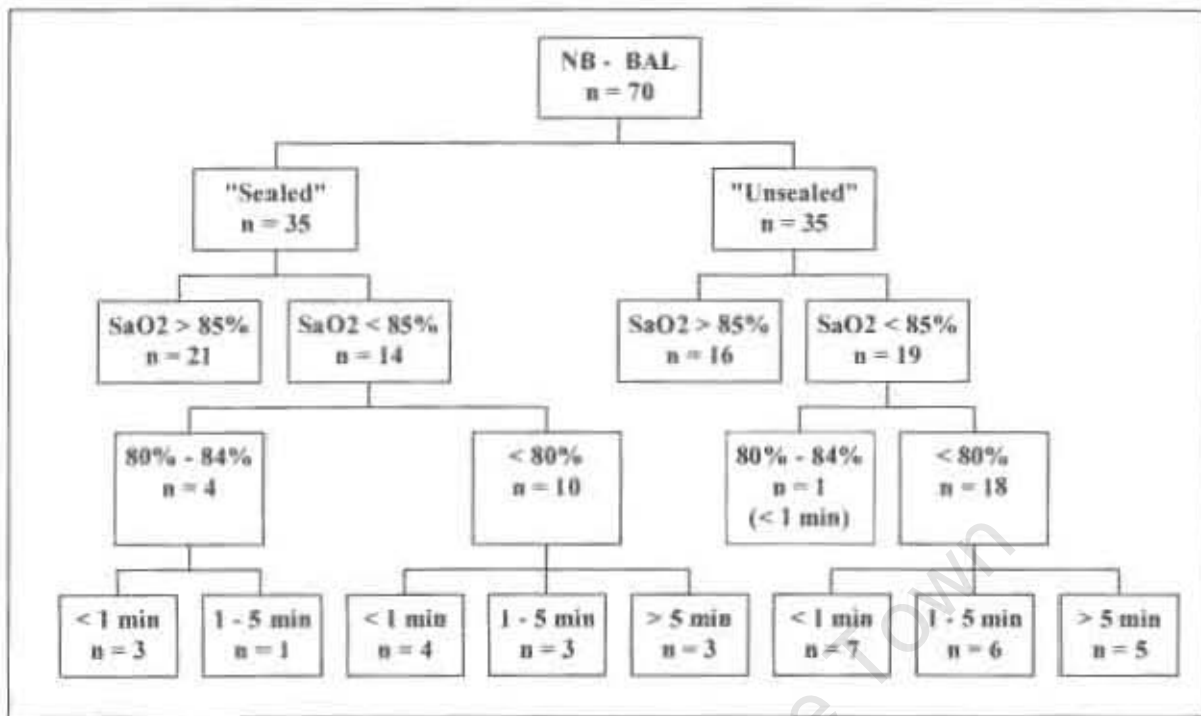 NB - BAL
n = 70
"Sealed"
n = 35
"Unsealed"
n = 35
SaO2 > 85%
n = 21
SaO2 < 85%
n = 14
SaO2 > 85%
n = 16
SaO2 < 85%
n = 19
80% - 84%
n = 4
< 80%
n = 10
80% - 84%
n = 1
(< 1 min)
< 80%
n = 18
< 1 min
n = 3
1 - 5 min
n = 1
< 1 min
n = 4
1 - 5 min
n = 3
> 5 min
n = 3
< 1 min
n = 7
1 - 5 min
n = 6
> 5 min
n = 5
e Town